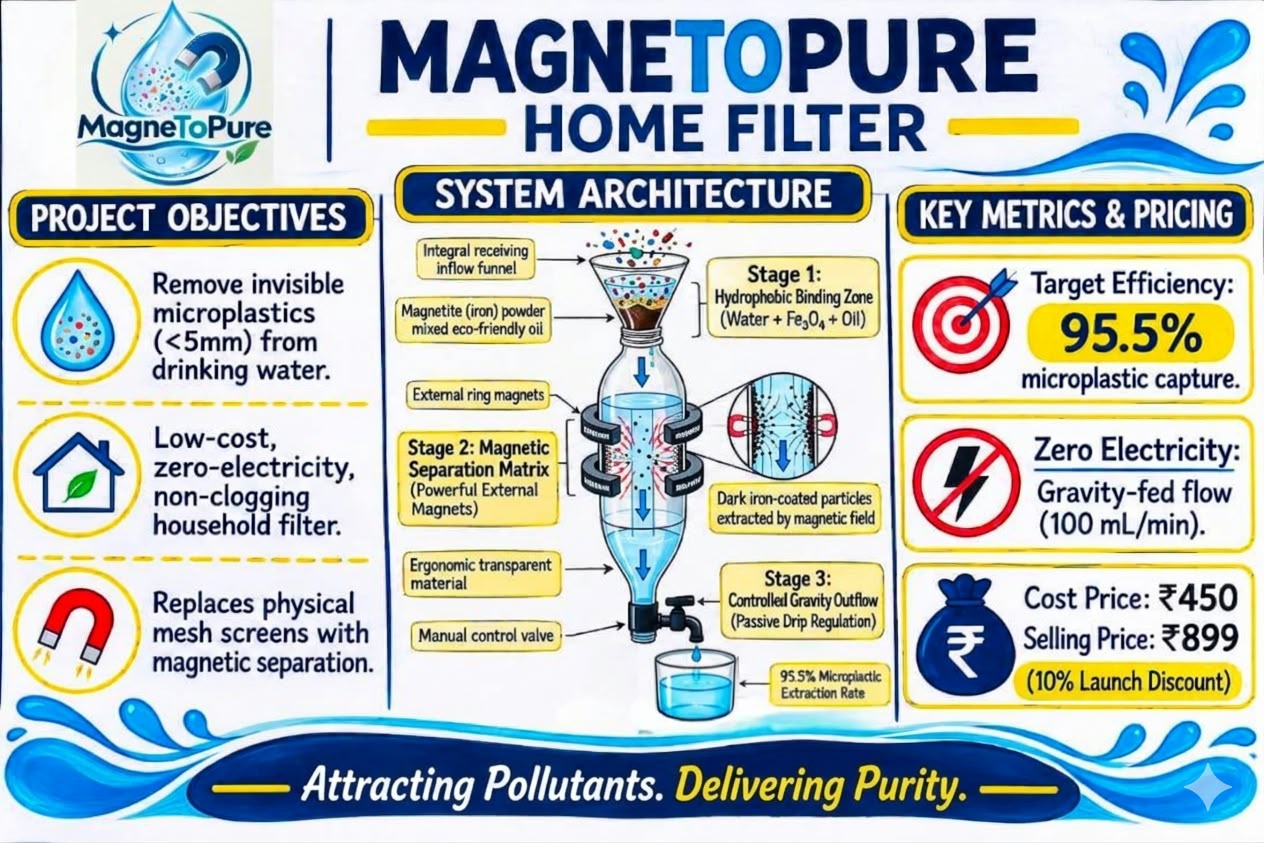 MagneToPure
MAGNETOPURE
HOME FILTER
PROJECT OBJECTIVES
Remove invisible
microplastics
(<5mm) from
drinking water.
Low-cost,
zero-electricity,
non-clogging
household filter.
Replaces physical
mesh screens with
magnetic separation.
SYSTEM ARCHITECTURE
Integral receiving
inflow funnel
Magnetite (iron) powder
mixed eco-friendly oil
External ring magnets
Stage 2: Magnetic
Separation Matrix
(Powerful External
Magnets)
Ergonomic transparent
material
Manual control valve
Stage 1:
Hydrophobic Binding Zone
(Water + Fe₃O₄ + Oil)
Dark iron-coated particles
extracted by magnetic field
Stage 3:
Controlled Gravity Outflow
(Passive Drip Regulation)
95.5% Microplactic
Extraction Rate
KEY METRICS & PRICING
Target Efficiency:
95.5%
microplastic capture.
Zero Electricity:
Gravity-fed flow
(100 mL/min).
Cost Price: ₹450
Selling Price: ₹899
₹
(10% Launch Discount)
Attracting Pollutants. Delivering Purity.